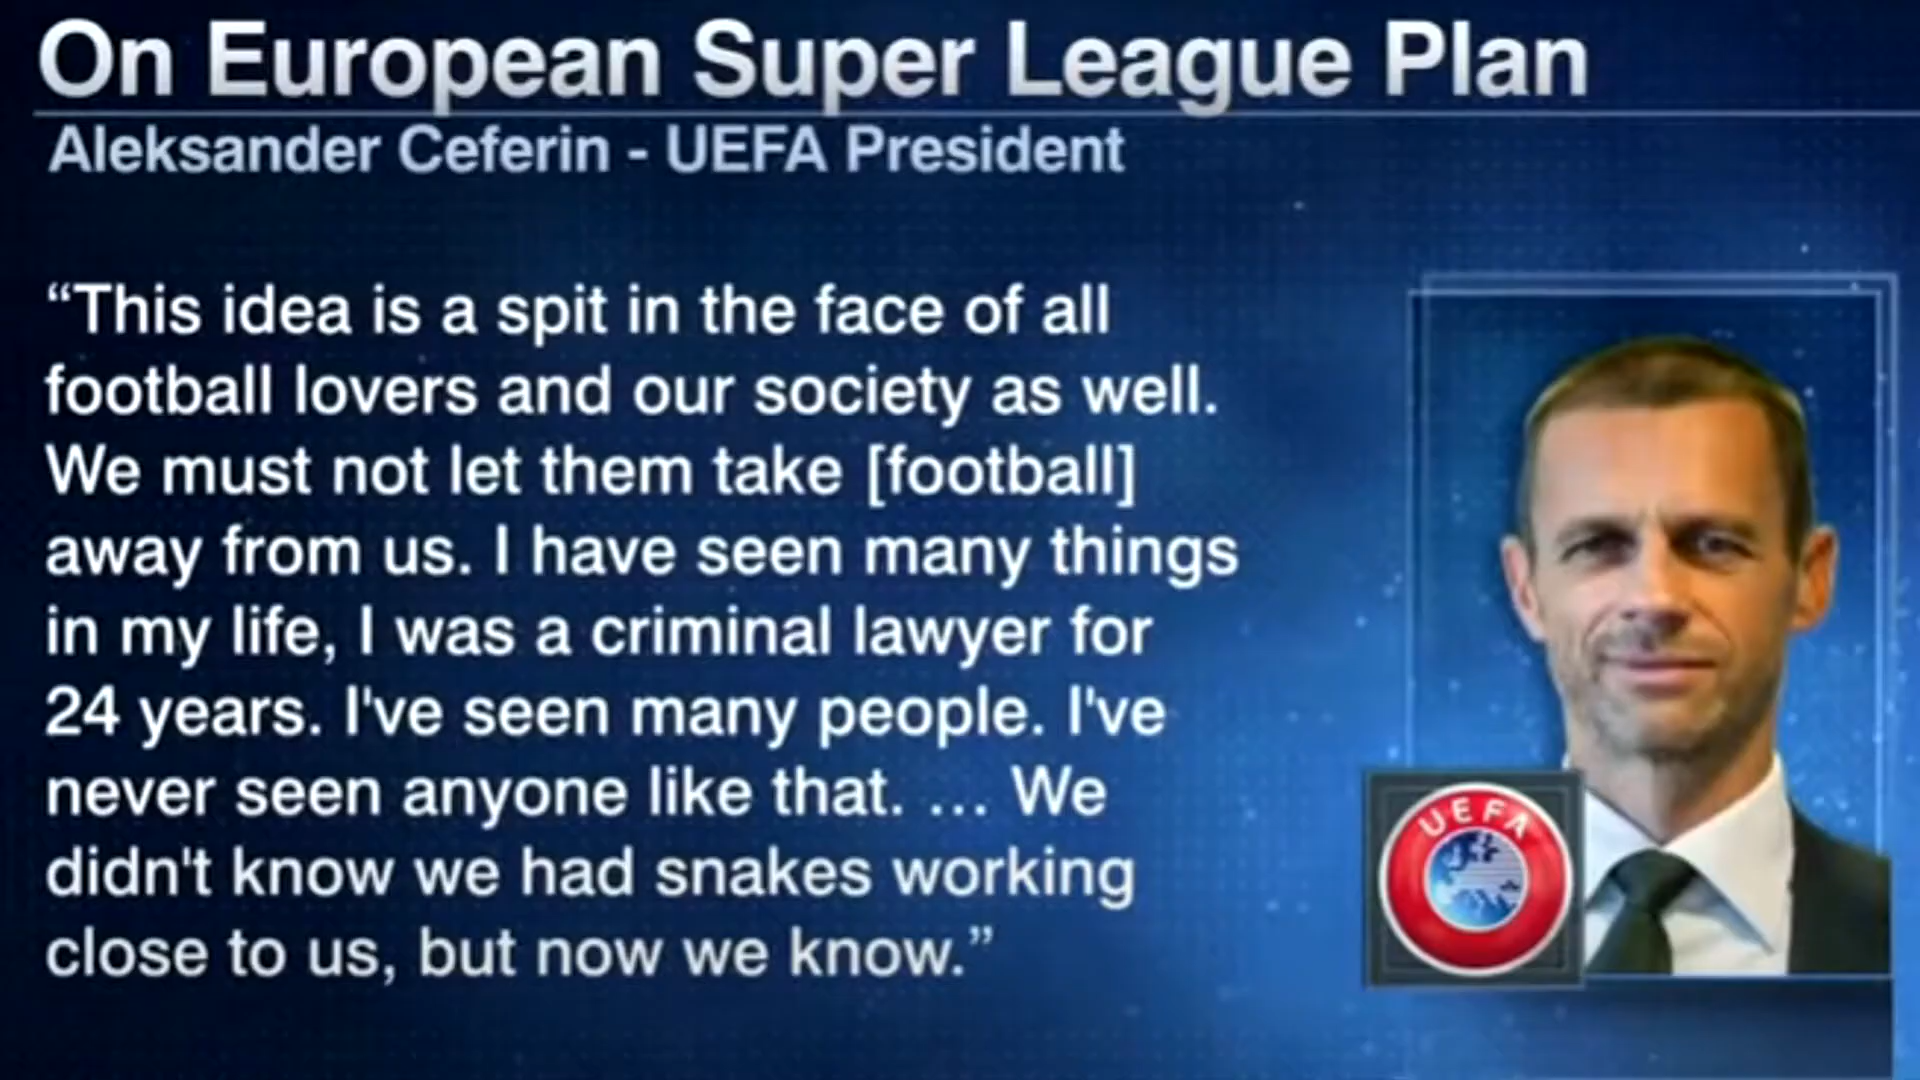 On European Super League Plan
Aleksander Ceferin - UEFA President
“This idea is a spit in the face of all
football lovers and our society as well.
We must not let them take [football]
away from us. I have seen many things
in my life, I was a criminal lawyer for
24 years. I've seen many people. I've
never seen anyone like that. ... We
didn't know we had snakes working
close to us, but now we know.”
UEFA